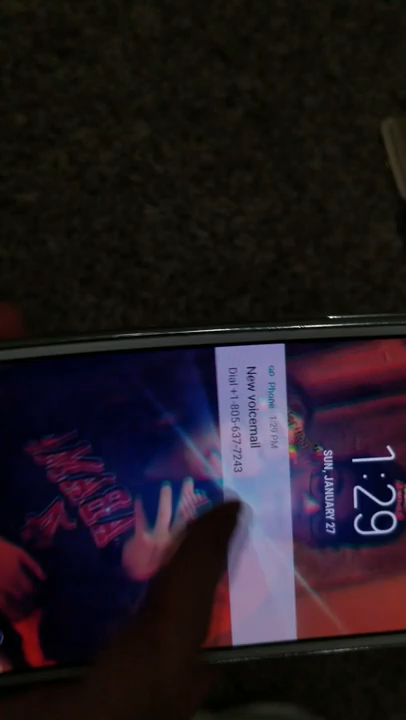 1:29
SUN, JANUARY 27
Phone 1:29 PM
New voicemail
Dial +1-805-637-7243